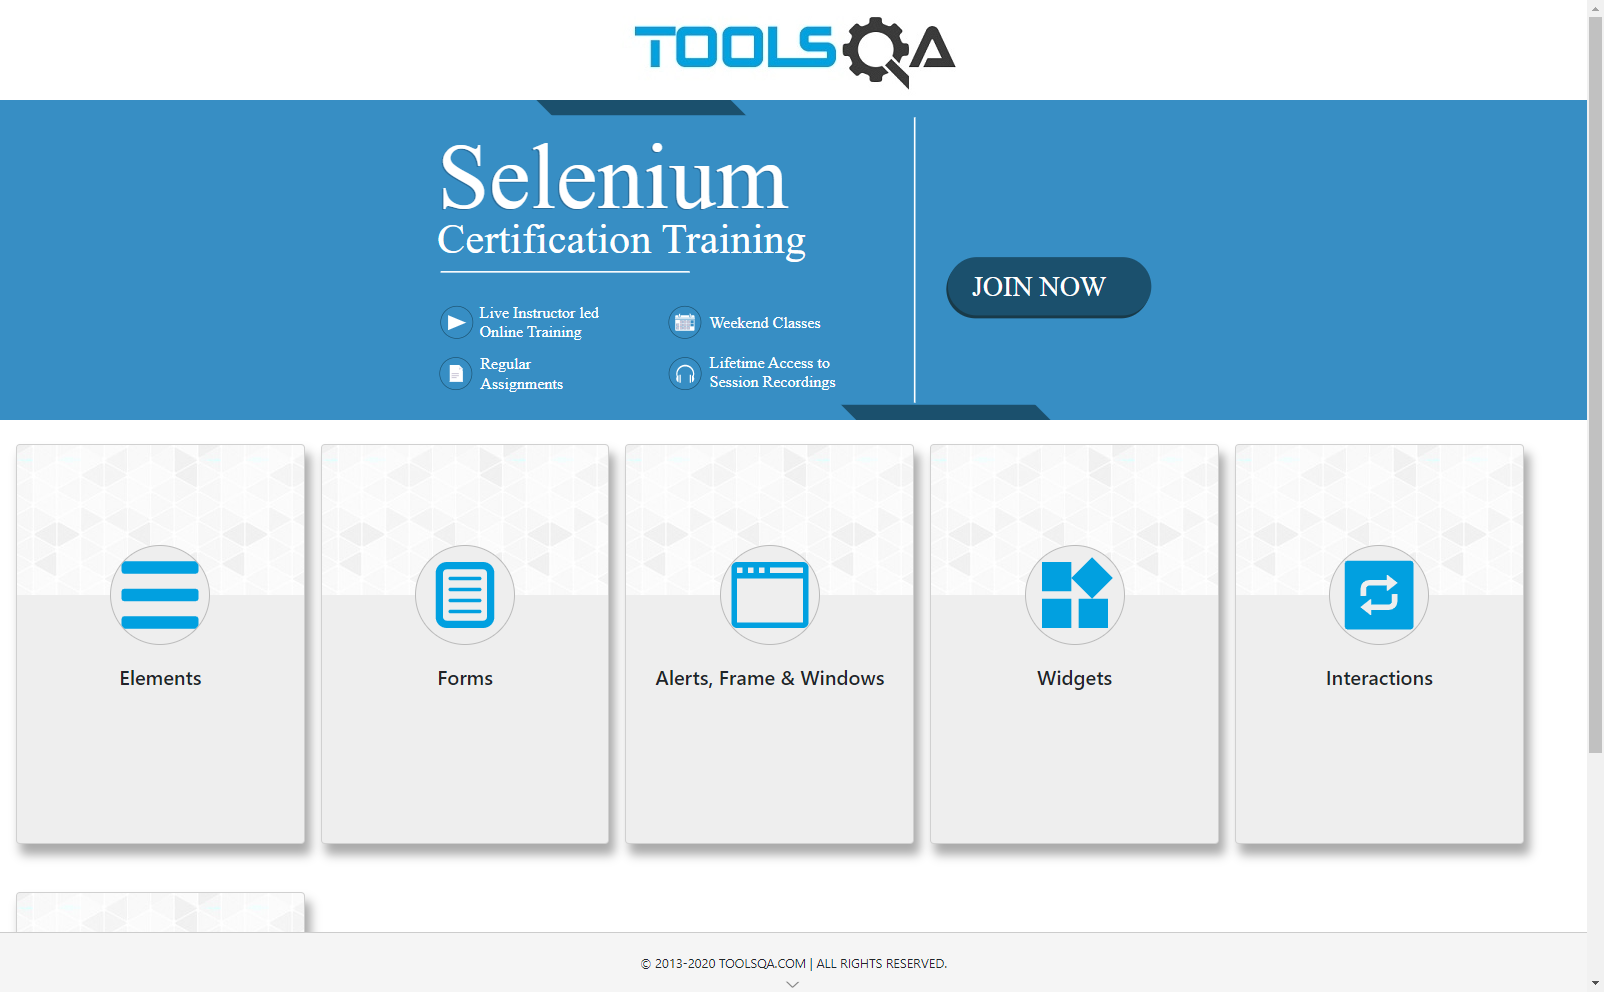 TOOLSQA
Selenium
Certification Training
Live Instructor led
Online Training
Weekend Classes
Regular
Assignments
Lifetime Access to
Session Recordings
JOIN NOW
Elements
Forms
Alerts, Frame & Windows
Widgets
Interactions
© 2013-2020 TOOLSQA.COM | ALL RIGHTS RESERVED.